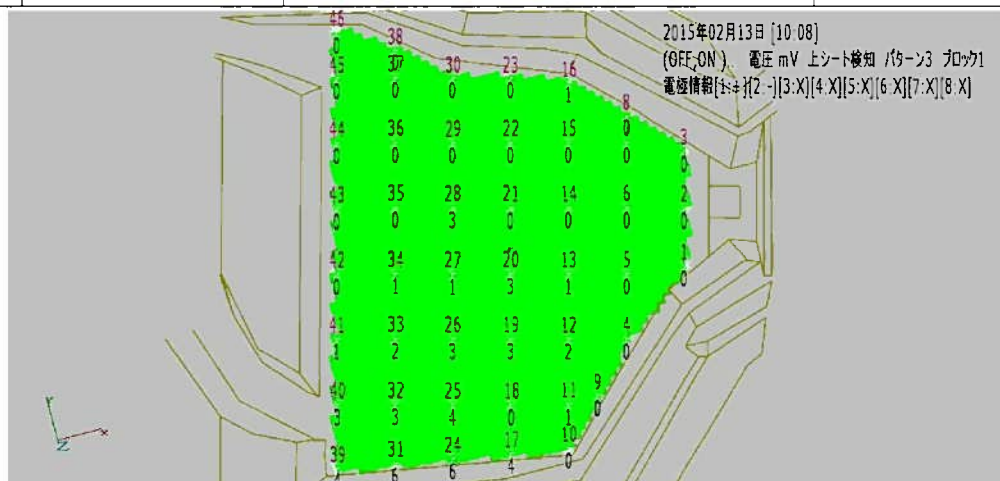 2015年02月13日 [10:08]
(OFF,ON) 電圧 mV 上シート検知 パターン3 ブロック1
電極情報[1:+][2:-][3:X][4:X][5:X][6:X][7:X][8:X]
46
0
38
45 37 30 23 16
0 0 0 0 1
8
44 36 29 22 15 0
0 0 0 0 0 0
3
0
43 35 28 21 14 6 2
0 0 3 0 0 0 0
42 34 27 20 13 5 1
0 1 1 3 1 0 0
41 33 26 19 12 4
1 2 3 3 2 0
40 32 25 18 11 9
3 3 4 0 1 0
39 31 24 17 10
6 6 4 0
Y
X
Z